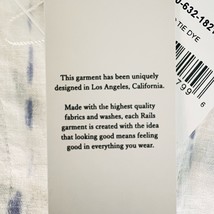 This garment has been uniquely
designed in Los Angeles, California.
Made with the highest quality
fabrics and washes, each Rails
garment is created with the idea
that looking good means feeling
good in everything you wear.
0-632-182
TIE DYE